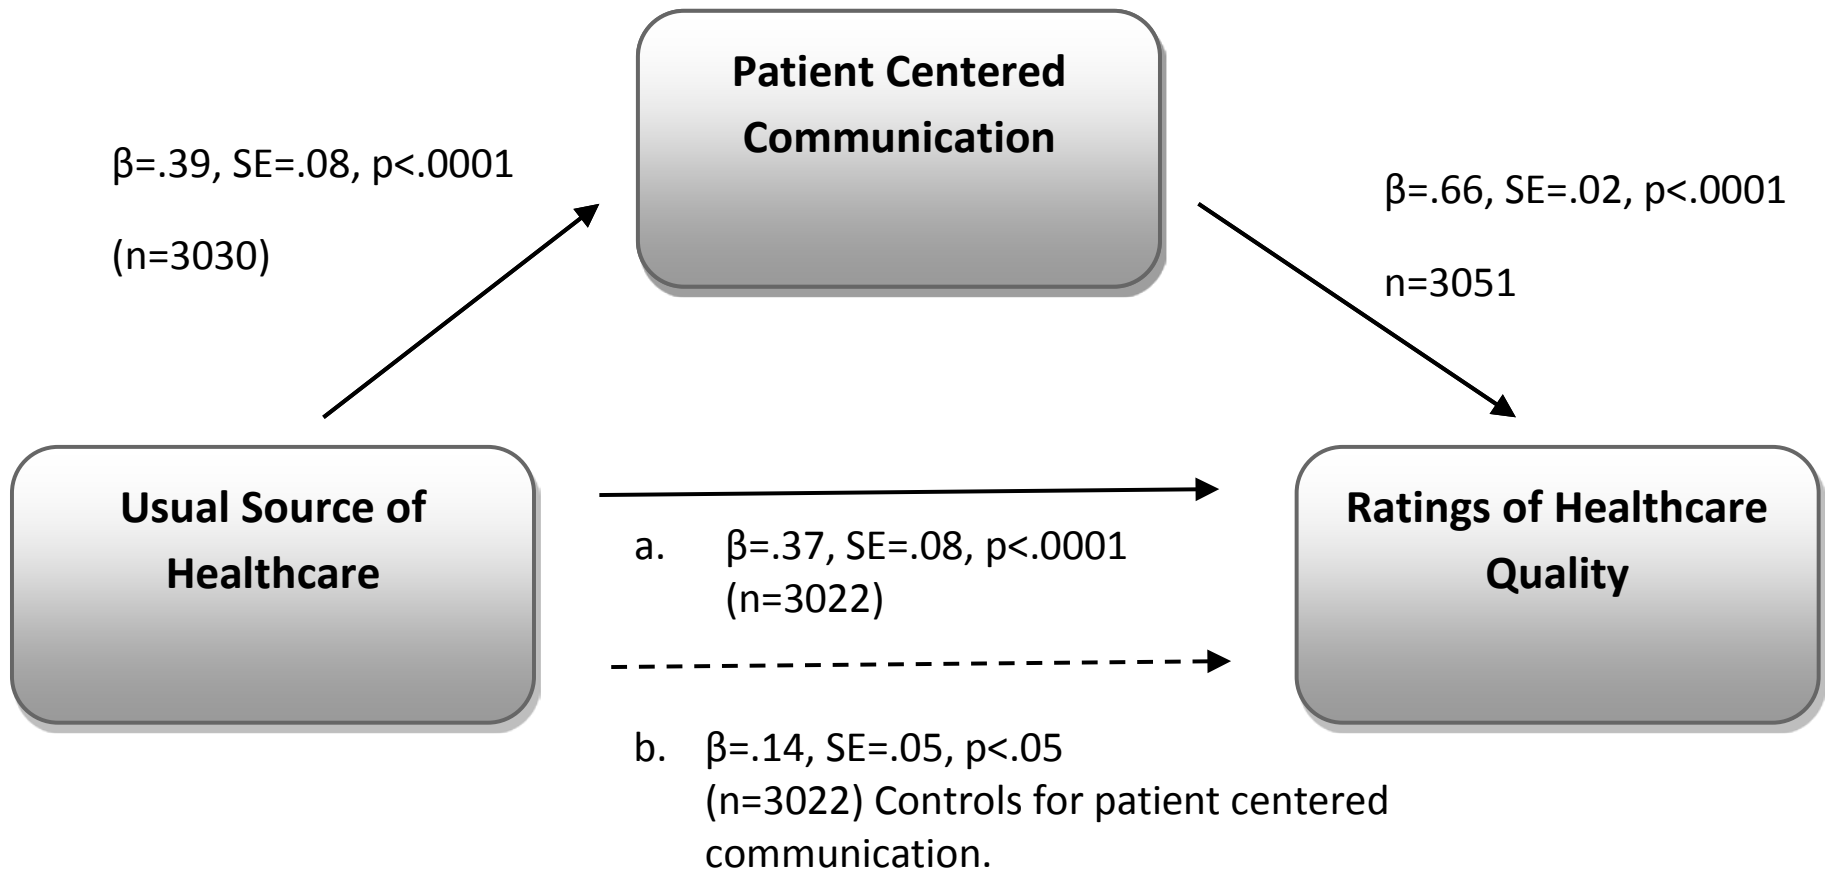 Patient Centered
Communication
β=.39, SE=.08, p<.0001
(n=3030)
β=.66, SE=.02, p<.0001
n=3051
Usual Source of
Healthcare
a. β=.37, SE=.08, p<.0001
(n=3022)
b. β=.14, SE=.05, p<.05
(n=3022) Controls for patient centered
communication.
Ratings of Healthcare
Quality